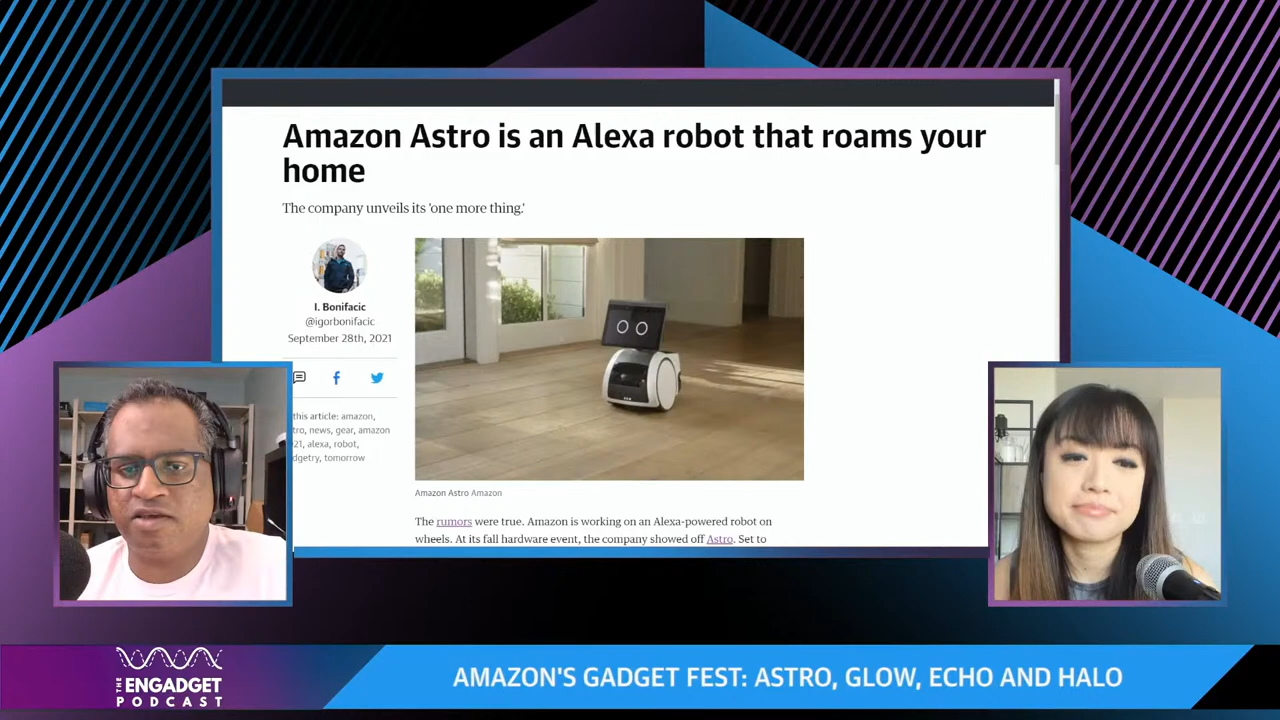 Amazon Astro is an Alexa robot that roams your
home
The company unveils its ‘one more thing.’
I. Bonifacic
@igorbonifacic
September 28th, 2021
this article: amazon,
tro, news, gear, amazon
21, alexa, robot,
dgetry, tomorrow
Amazon Astro Amazon
The rumors were true. Amazon is working on an Alexa-powered robot on
wheels. At its fall hardware event, the company showed off Astro. Set to
THE
ENGADGET
PODCAST
AMAZON'S GADGET FEST: ASTRO, GLOW, ECHO AND HALO